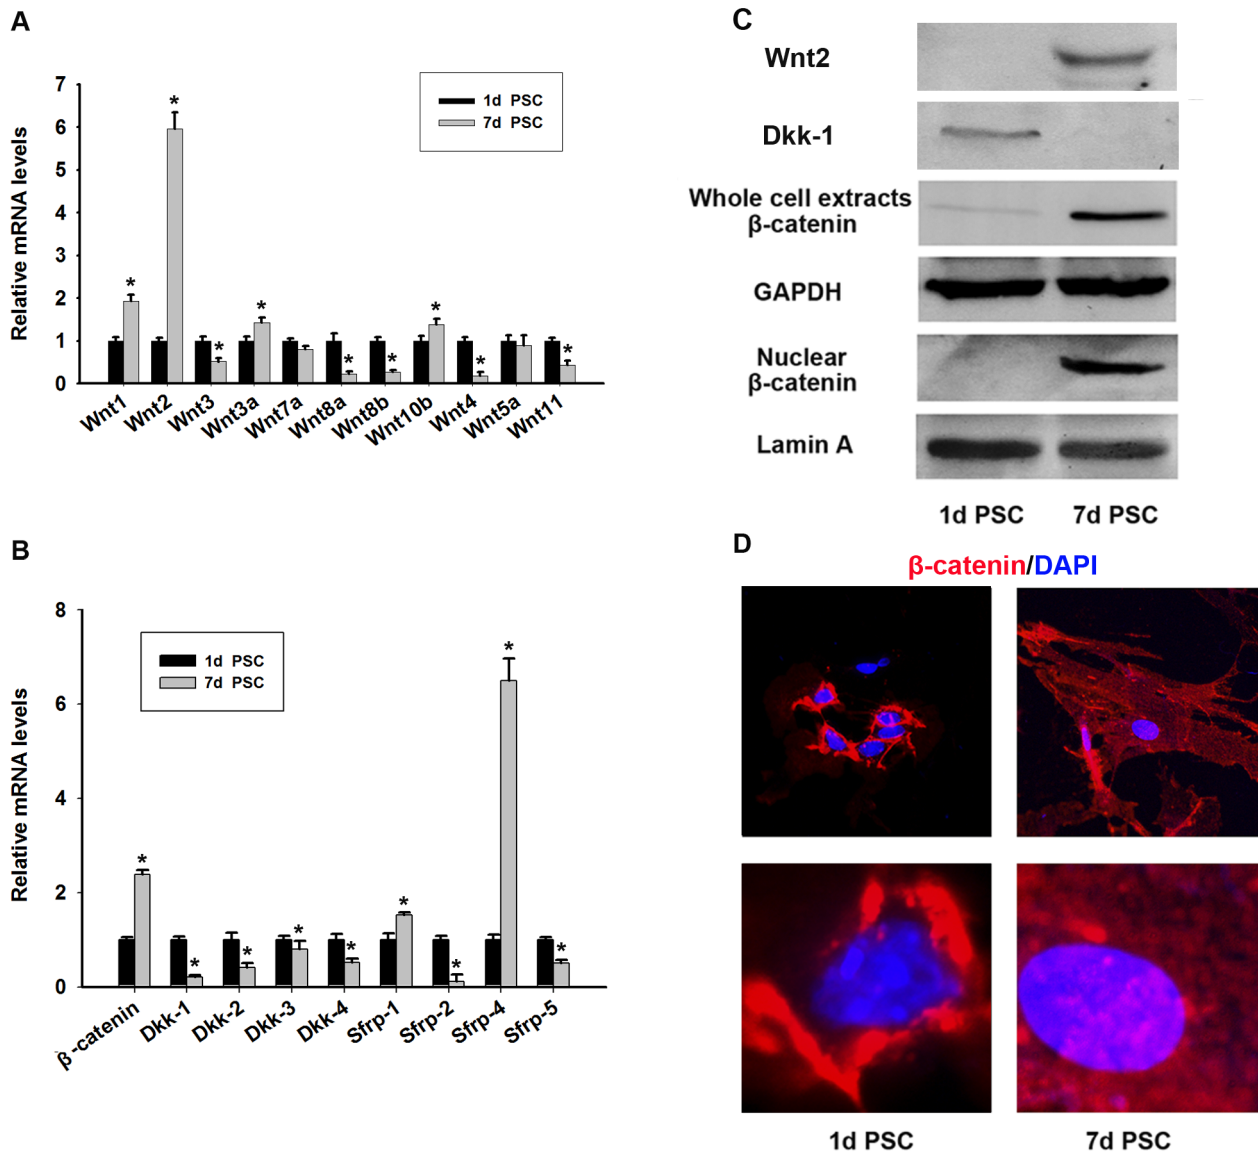 A
Relative mRNA levels
7
6
5
4
3
2
1
0
1d PSC
7d PSC
*
*
*
*
*
*
*
*
*
Wnt1
Wnt2
Wnt3
Wnt3a
Wnt7a
Wnt8a
Wnt8b
Wnt10b
Wnt4
Wnt5a
Wnt11
B
Relative mRNA levels
8
6
4
2
0
1d PSC
7d PSC
*
*
*
*
*
*
*
*
*
β-catenin
Dkk-1
Dkk-2
Dkk-3
Dkk-4
Sfrp-1
Sfrp-2
Sfrp-4
Sfrp-5
C
Wnt2
Dkk-1
Whole cell extracts
β-catenin
GAPDH
Nuclear
β-catenin
Lamin A
1d PSC
7d PSC
D
β-catenin/DAPI
1d PSC
7d PSC